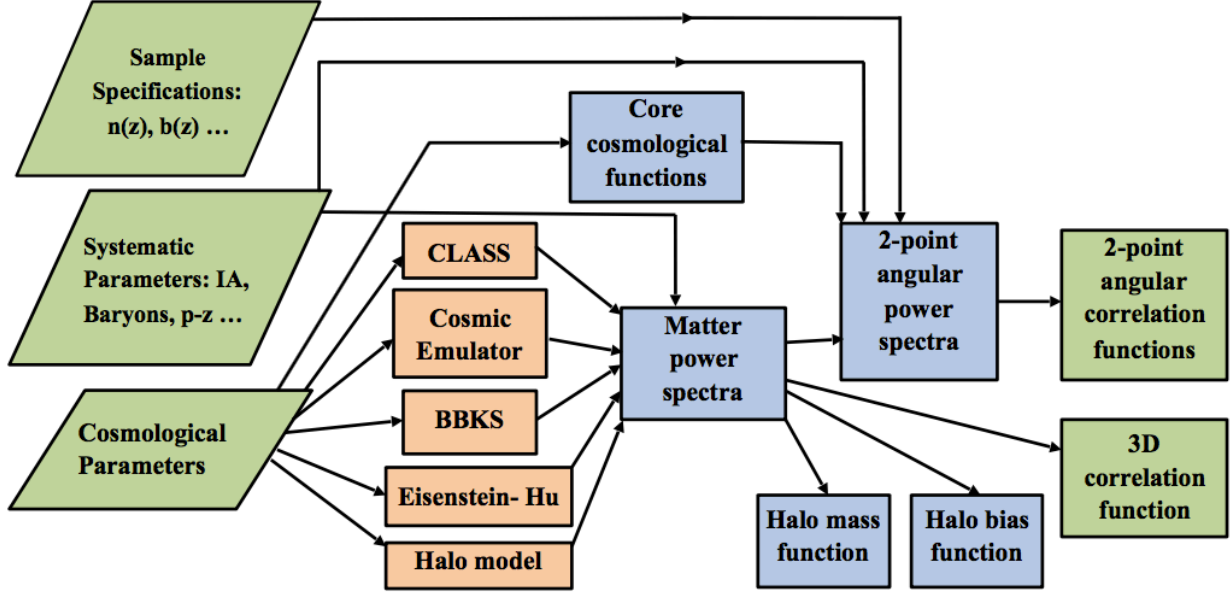 Sample
Specifications:
n(z), b(z) …
Systematic
Parameters: IA,
Baryons, p-z …
Cosmological
Parameters
Core
cosmological
functions
CLASS
Cosmic
Emulator
BBKS
Eisenstein- Hu
Halo model
Matter
power
spectra
2-point
angular
power
spectra
2-point
angular
correlation
functions
3D
correlation
function
Halo mass
function
Halo bias
function